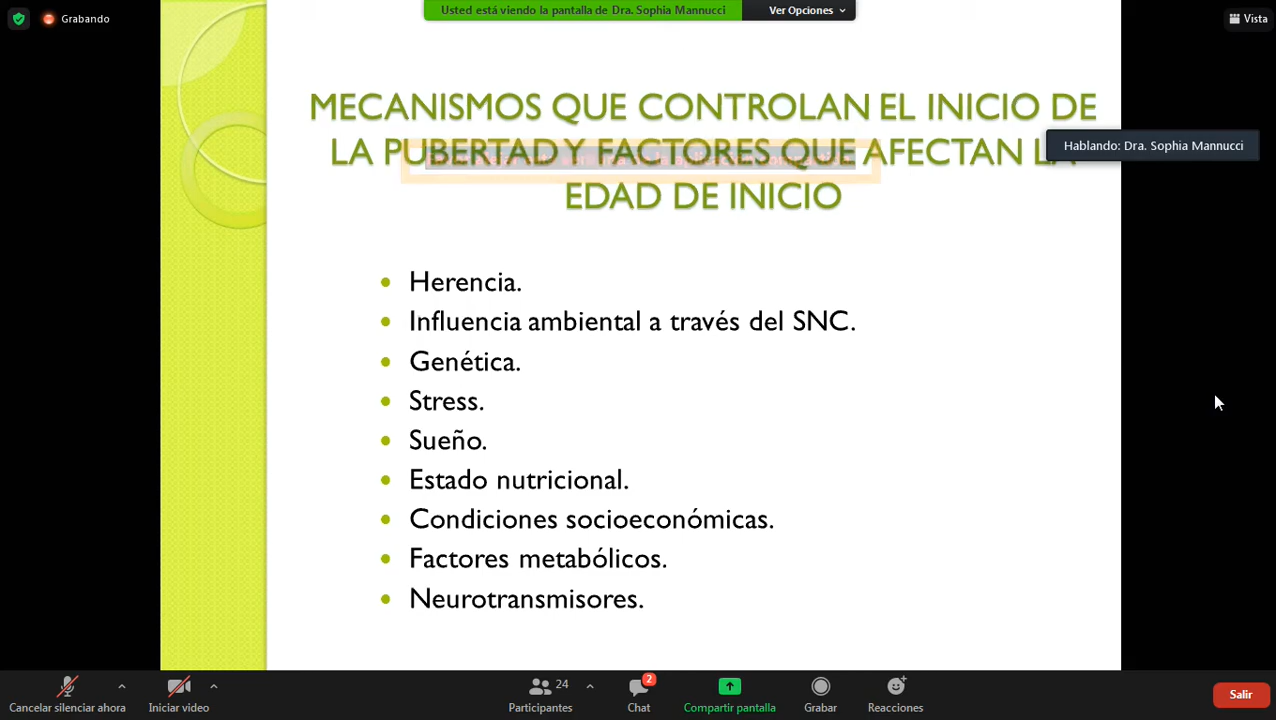 Grabando
Usted está viendo la pantalla de Dra. Sophia Mannucci
Ver Opciones
Vista
MECANISMOS QUE CONTROLAN EL INICIO DE
LA PUBERTAD Y FACTORES QUE AFECTAN LA
EDAD DE INICIO
Hablando: Dra. Sophia Mannucci
Herencia.
Influencia ambiental a través del SNC.
Genética.
Stress.
Sueño.
Estado nutricional.
Condiciones socioeconómicas.
Factores metabólicos.
Neurotransmisores.
Cancelar silenciar ahora
Iniciar video
24
Participantes
2
Chat
Compartir pantalla
Grabar
Reacciones
Salir